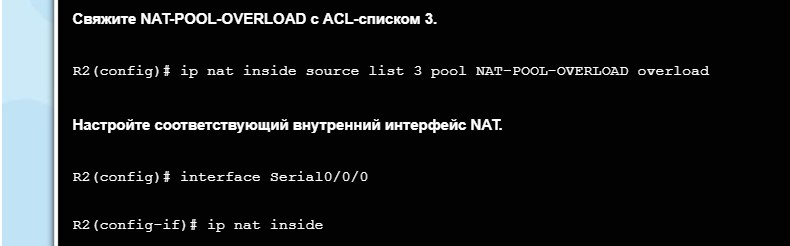 Свяжите NAT-POOL-OVERLOAD с ACL-списком 3.
R2(config)# ip nat inside source list 3 pool NAT-POOL-OVERLOAD overload
Настройте соответствующий внутренний интерфейс NAT.
R2(config)# interface Serial0/0/0
R2(config-if)# ip nat inside